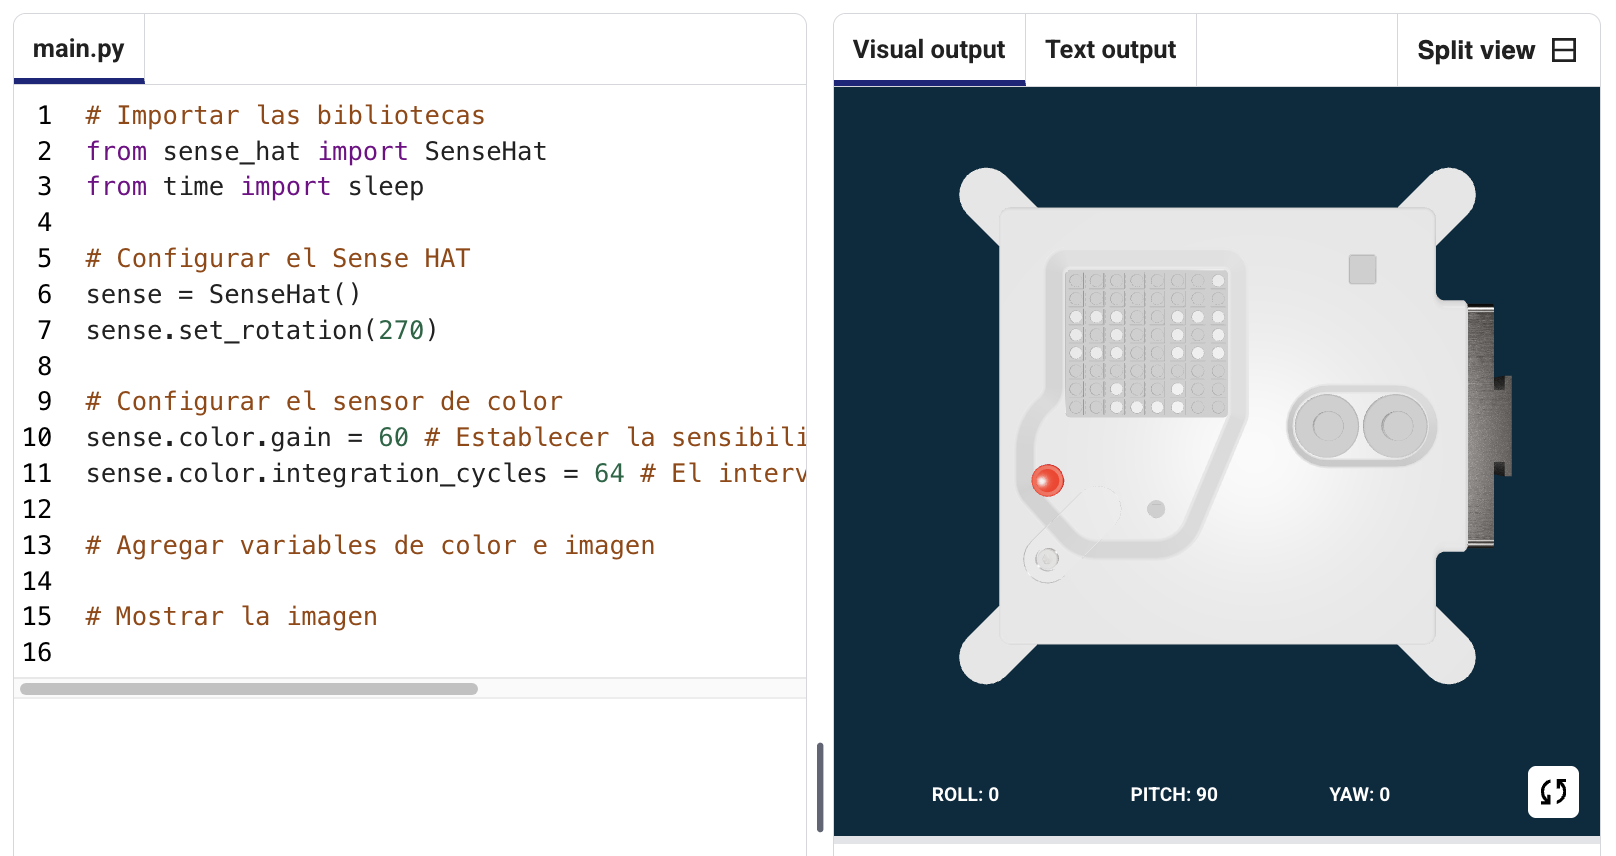 main.py
1 # Importar las bibliotecas
2 from sense_hat import SenseHat
3 from time import sleep
4
5 # Configurar el Sense HAT
6 sense = SenseHat()
7 sense.set_rotation(270)
8
9 # Configurar el sensor de color
10 sense.color.gain = 60 # Establecer la sensibili
11 sense.color.integration_cycles = 64 # El interv
12
13 # Agregar variables de color e imagen
14
15 # Mostrar la imagen
16
Visual output
Text output
Split view
ROLL: 0
PITCH: 90
YAW: 0